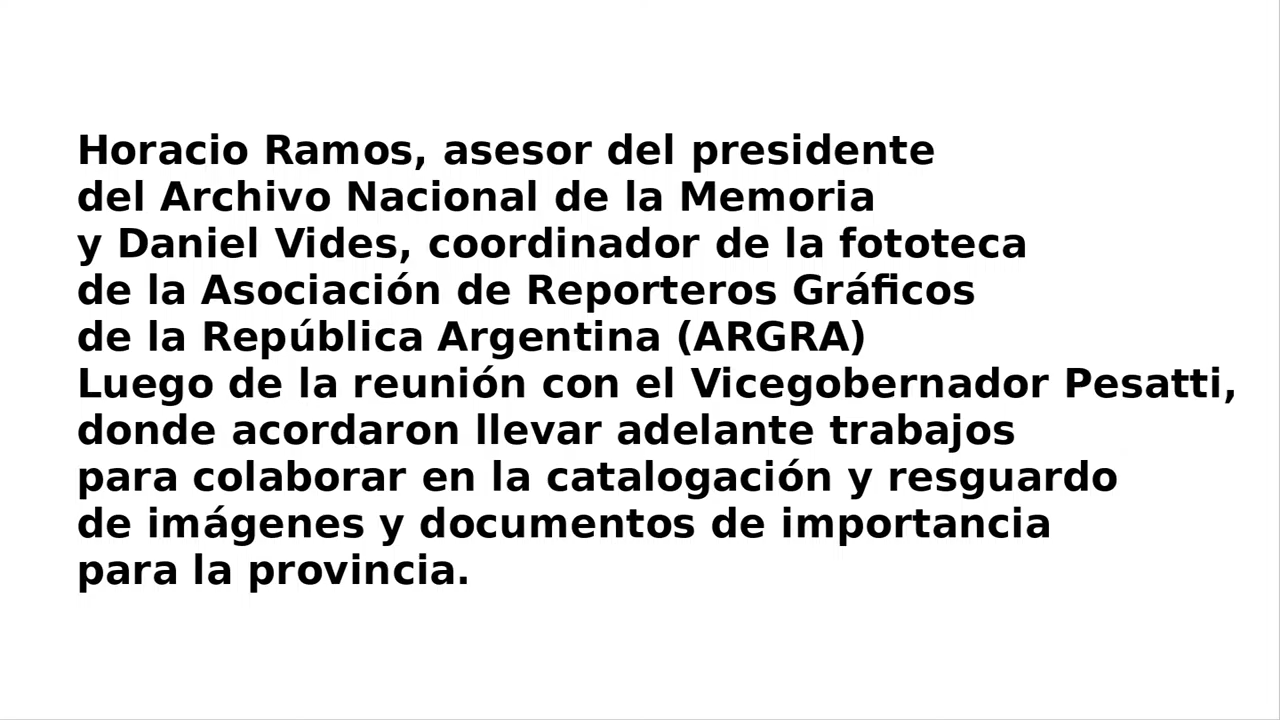 Horacio Ramos, asesor del presidente
del Archivo Nacional de la Memoria
y Daniel Vides, coordinador de la fototeca
de la Asociación de Reporteros Gráficos
de la República Argentina (ARGRA)
Luego de la reunión con el Vicegobernador Pesatti,
donde acordaron llevar adelante trabajos
para colaborar en la catalogación y resguardo
de imágenes y documentos de importancia
para la provincia.